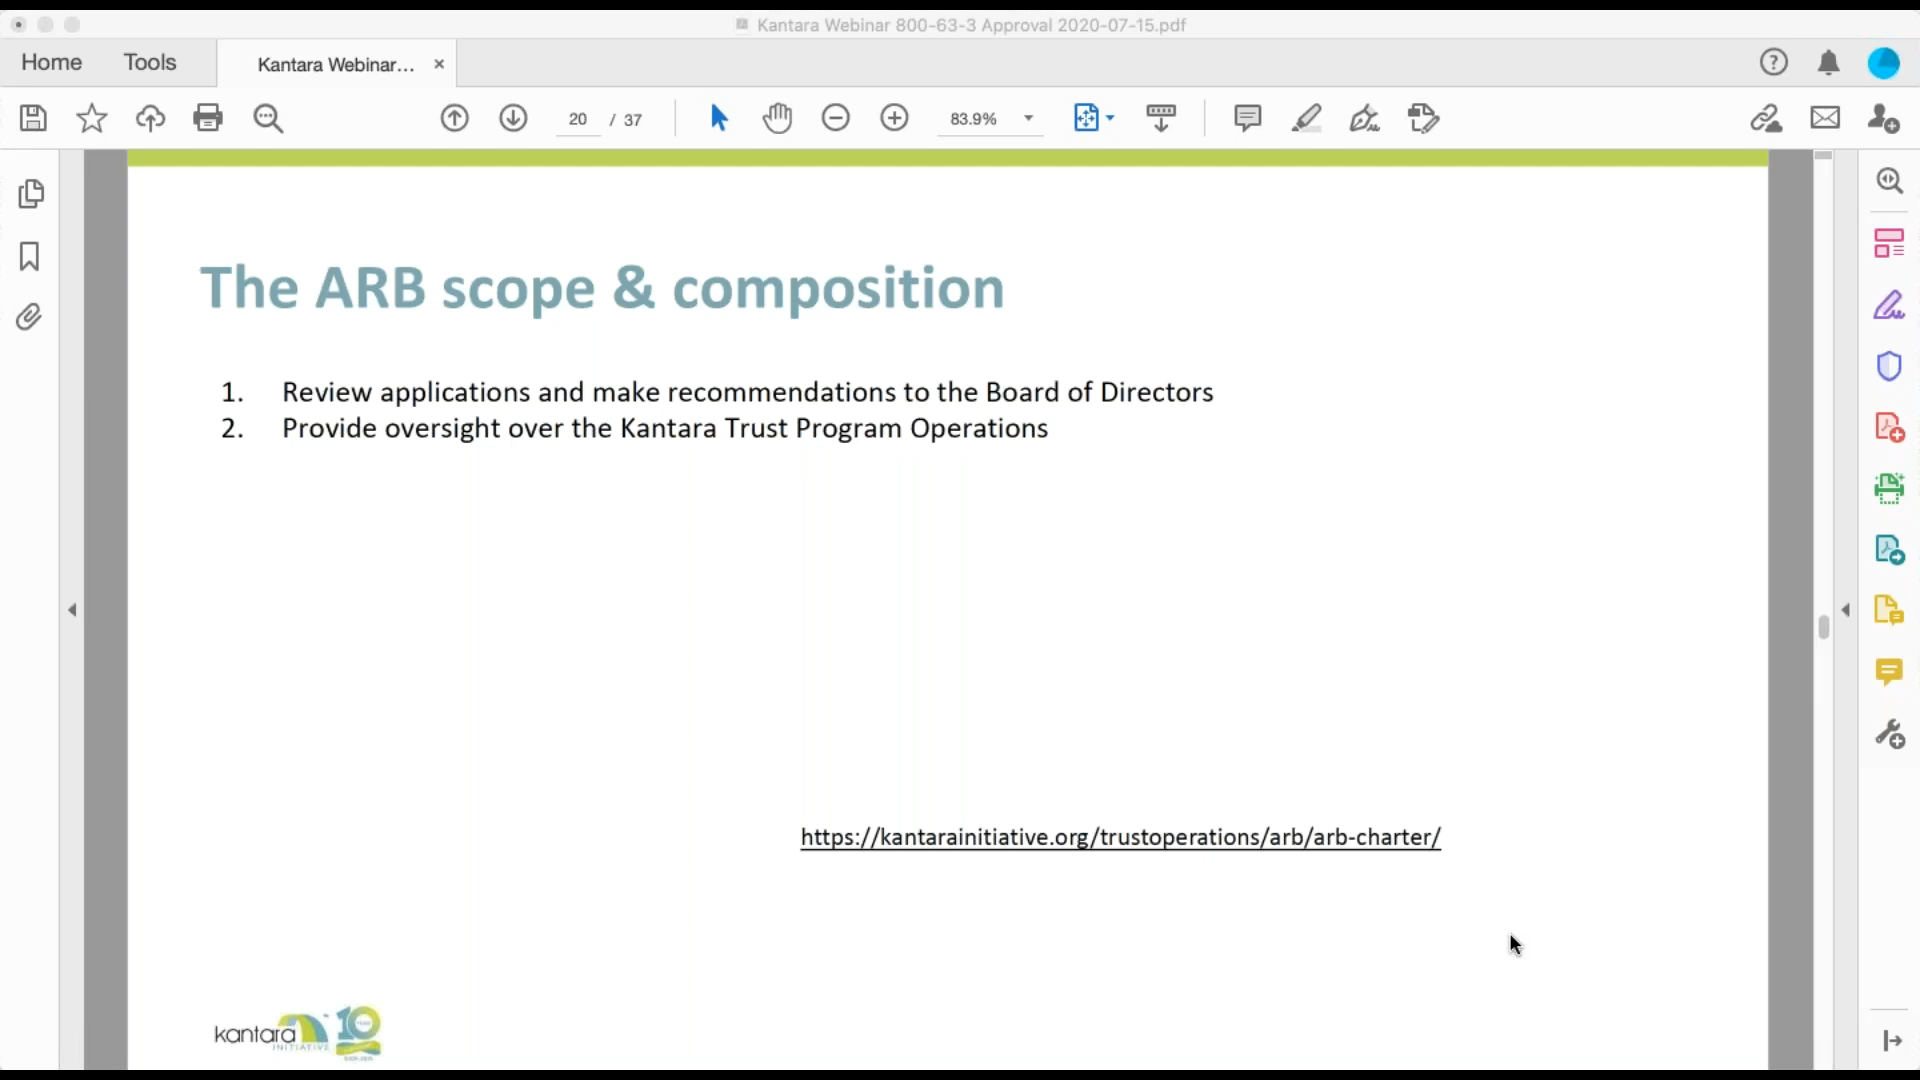 Kantara Webinar 800-63-3 Approval 2020-07-15.pdf
Home
Tools
Kantara Webinar...
20 / 37
83.9%
The ARB scope & composition
1. Review applications and make recommendations to the Board of Directors
2. Provide oversight over the Kantara Trust Program Operations
https://kantarainitiative.org/trustoperations/arb/arb-charter/
kantara
INITIATIVE
10